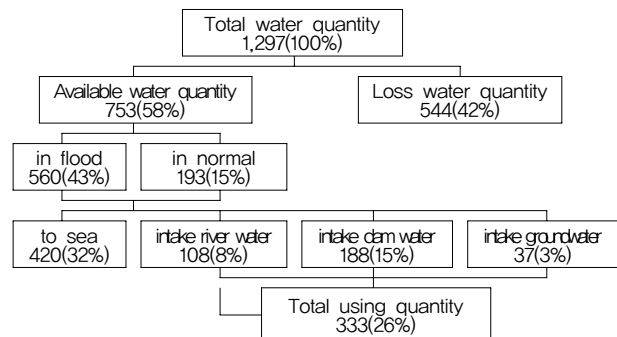 Total water quantity
1,297(100%)
Available water quantity
753(58%)
Loss water quantity
544(42%)
in flood
560(43%)
in normal
193(15%)
to sea
420(32%)
intake river water
108(8%)
intake dam water
188(15%)
intake groundwater
37(3%)
Total using quantity
333(26%)